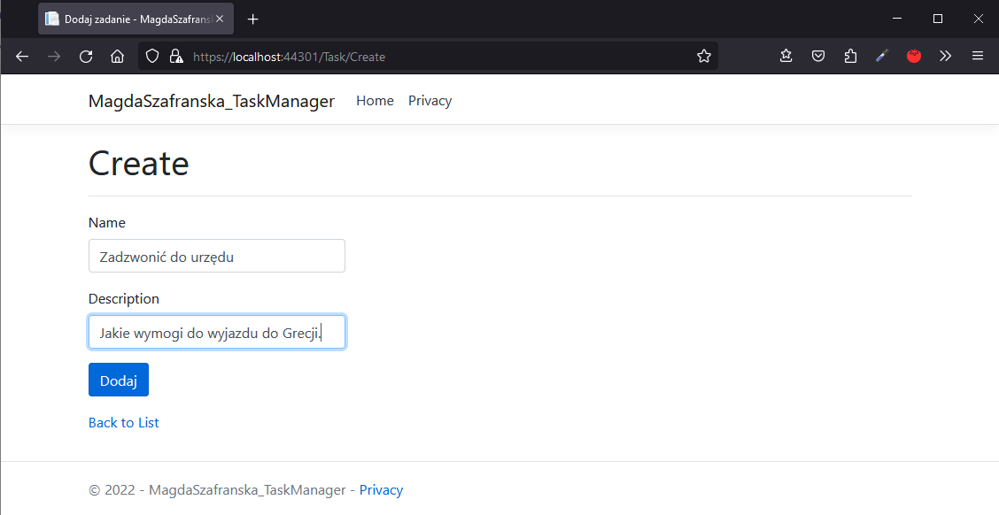 Dodaj zadanie - MagdaSzafrans
https://localhost:44301/Task/Create
MagdaSzafranska_TaskManager Home Privacy
Create
Name
Zadzwonić do urzędu
Description
Jakie wymogi do wyjazdu do Grecji.
Dodaj
Back to List
© 2022 - MagdaSzafranska_TaskManager - Privacy